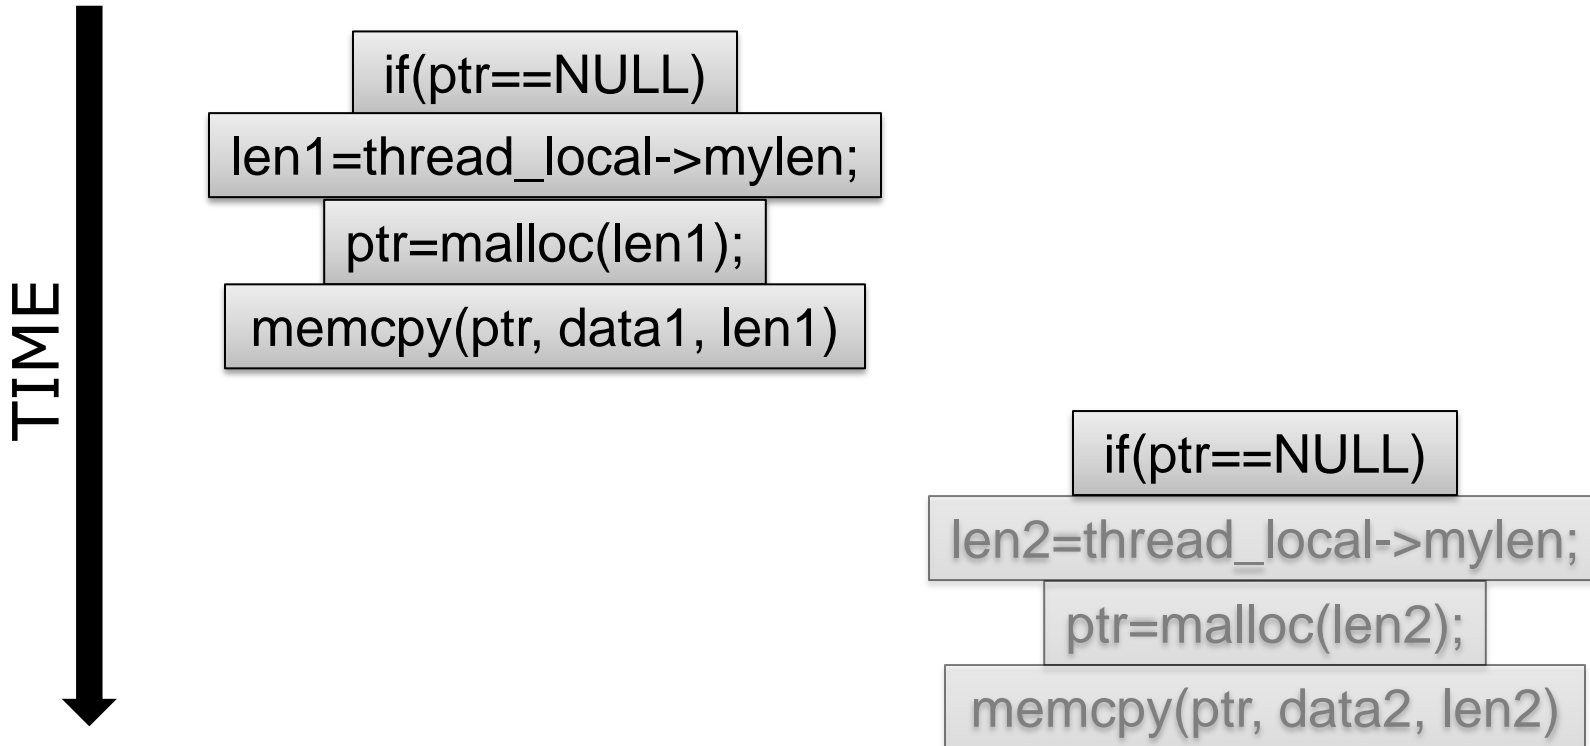 TIME
if(ptr==NULL)
len1=thread_local->mylen;
ptr=malloc(len1);
memcpy(ptr, data1, len1)
if(ptr==NULL)
len2=thread_local->mylen;
ptr=malloc(len2);
memcpy(ptr, data2, len2)